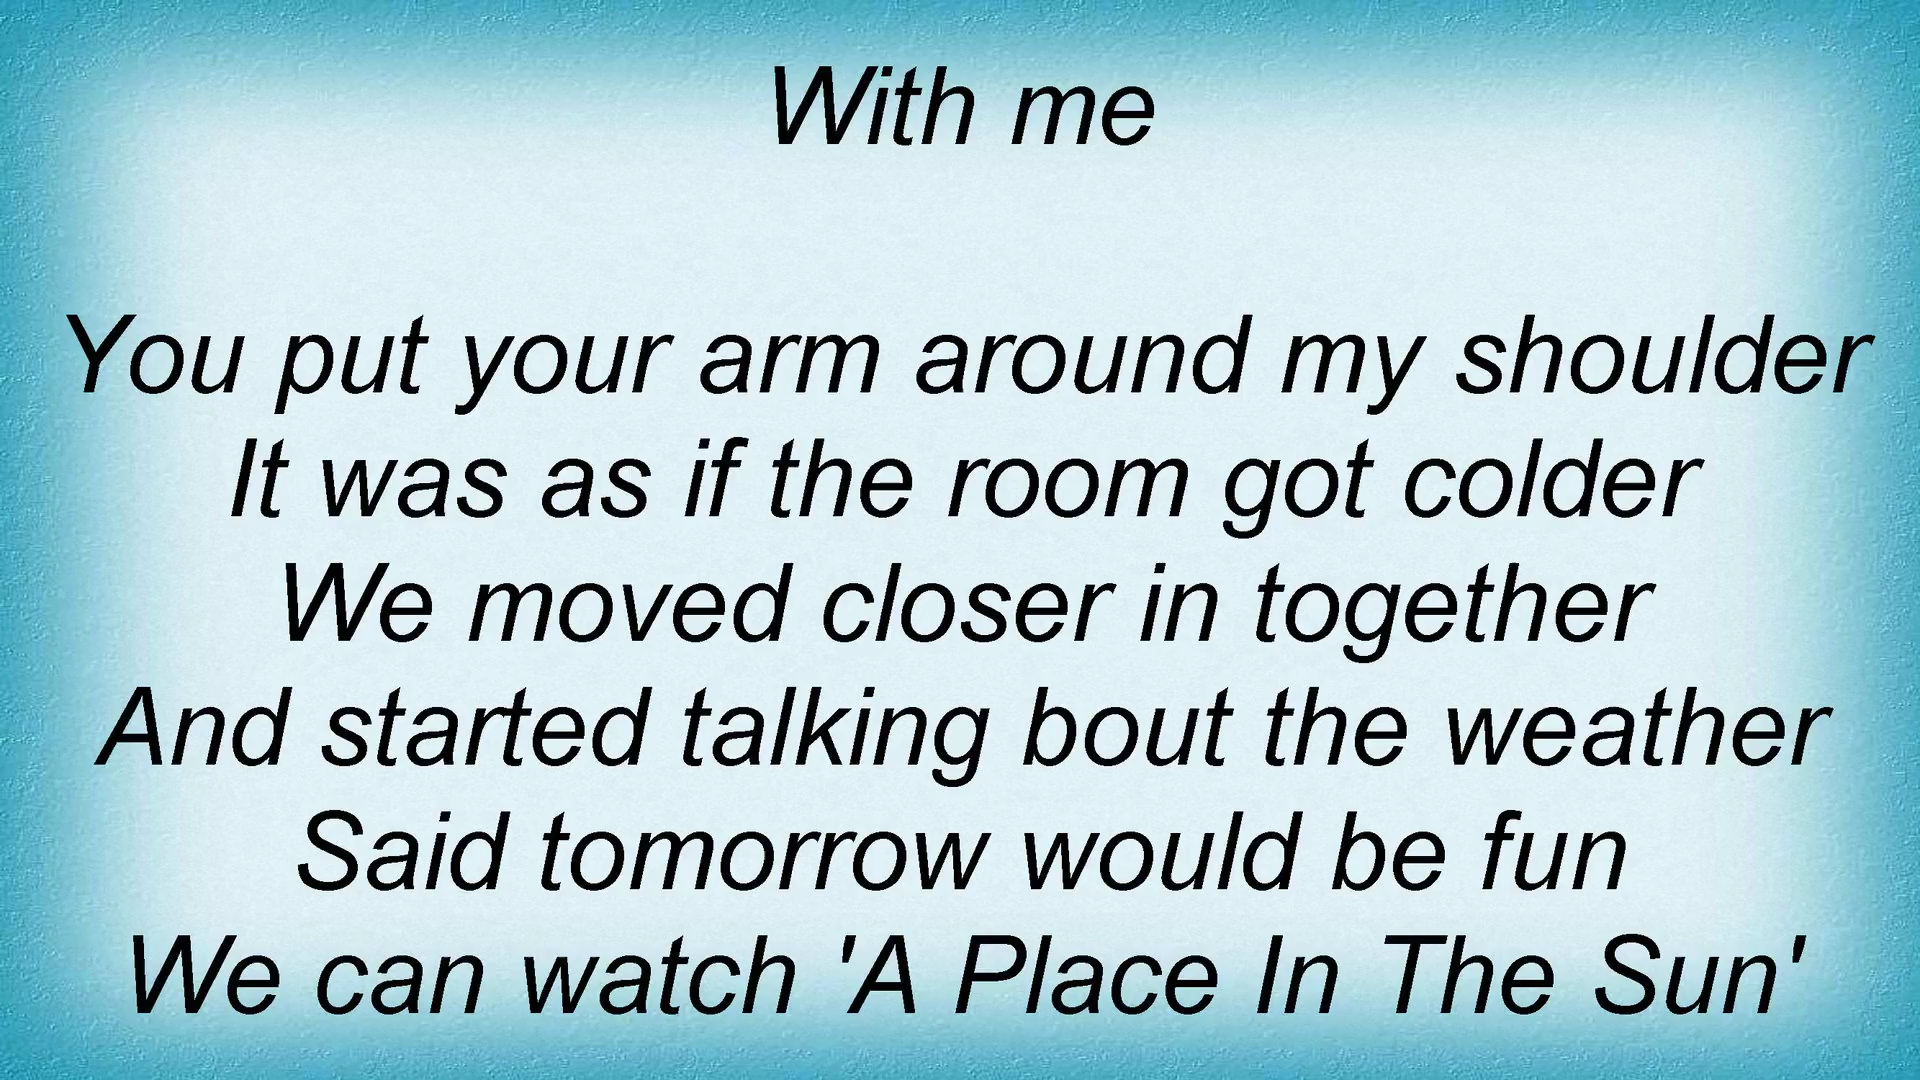 With me
You put your arm around my shoulder
It was as if the room got colder
We moved closer in together
And started talking bout the weather
Said tomorrow would be fun
We can watch 'A Place In The Sun'